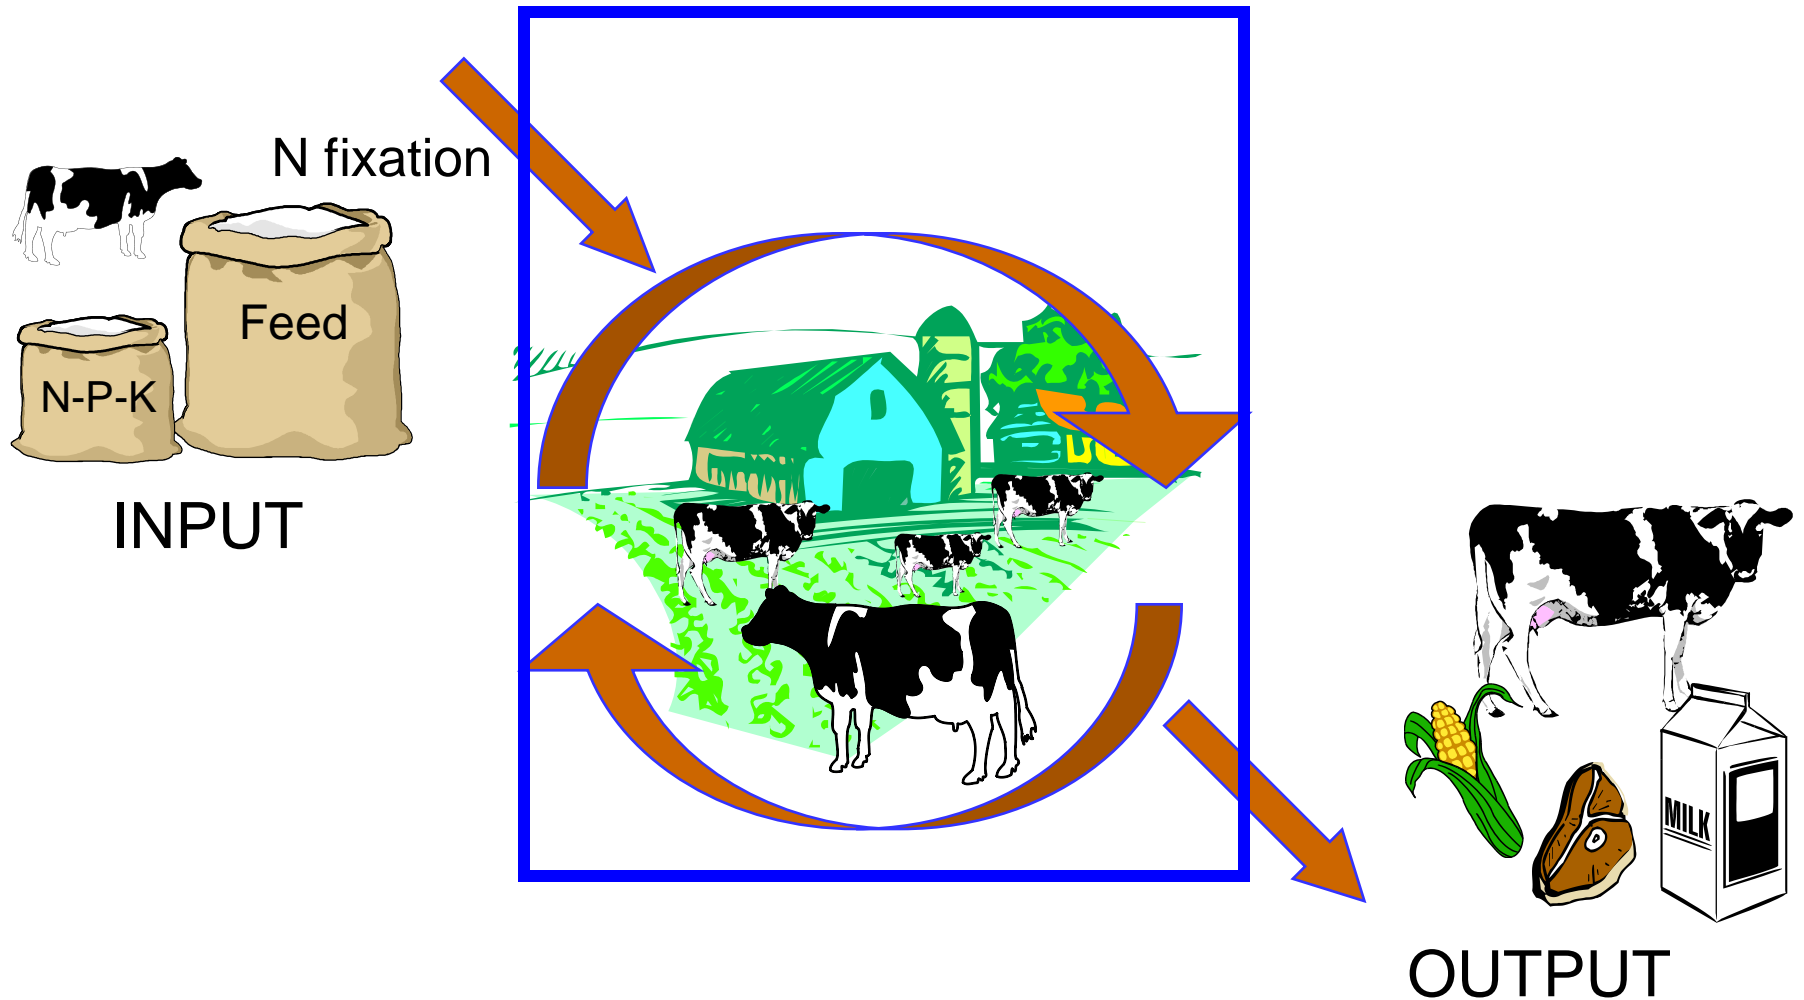 N fixation
Feed
N-P-K
INPUT
MILK
OUTPUT